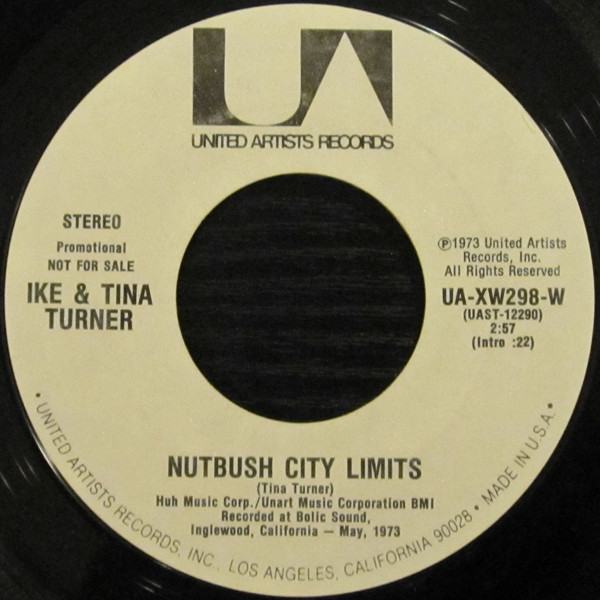 UA
UNITED ARTISTS RECORDS
STEREO
Promotional
NOT FOR SALE
IKE & TINA
TURNER
℗1973 United Artists
Records, Inc.
All Rights Reserved
UA-XW298-W
(UAST-12290)
2:57
(Intro :22)
NUTBUSH CITY LIMITS
(Tina Turner)
Huh Music Corp./Unart Music Corporation BMI
Recorded at Bolic Sound,
Inglewood, California — May, 1973
• UNITED ARTISTS RECORDS, INC., LOS ANGELES, CALIFORNIA 90028 • MADE IN U.S.A. •